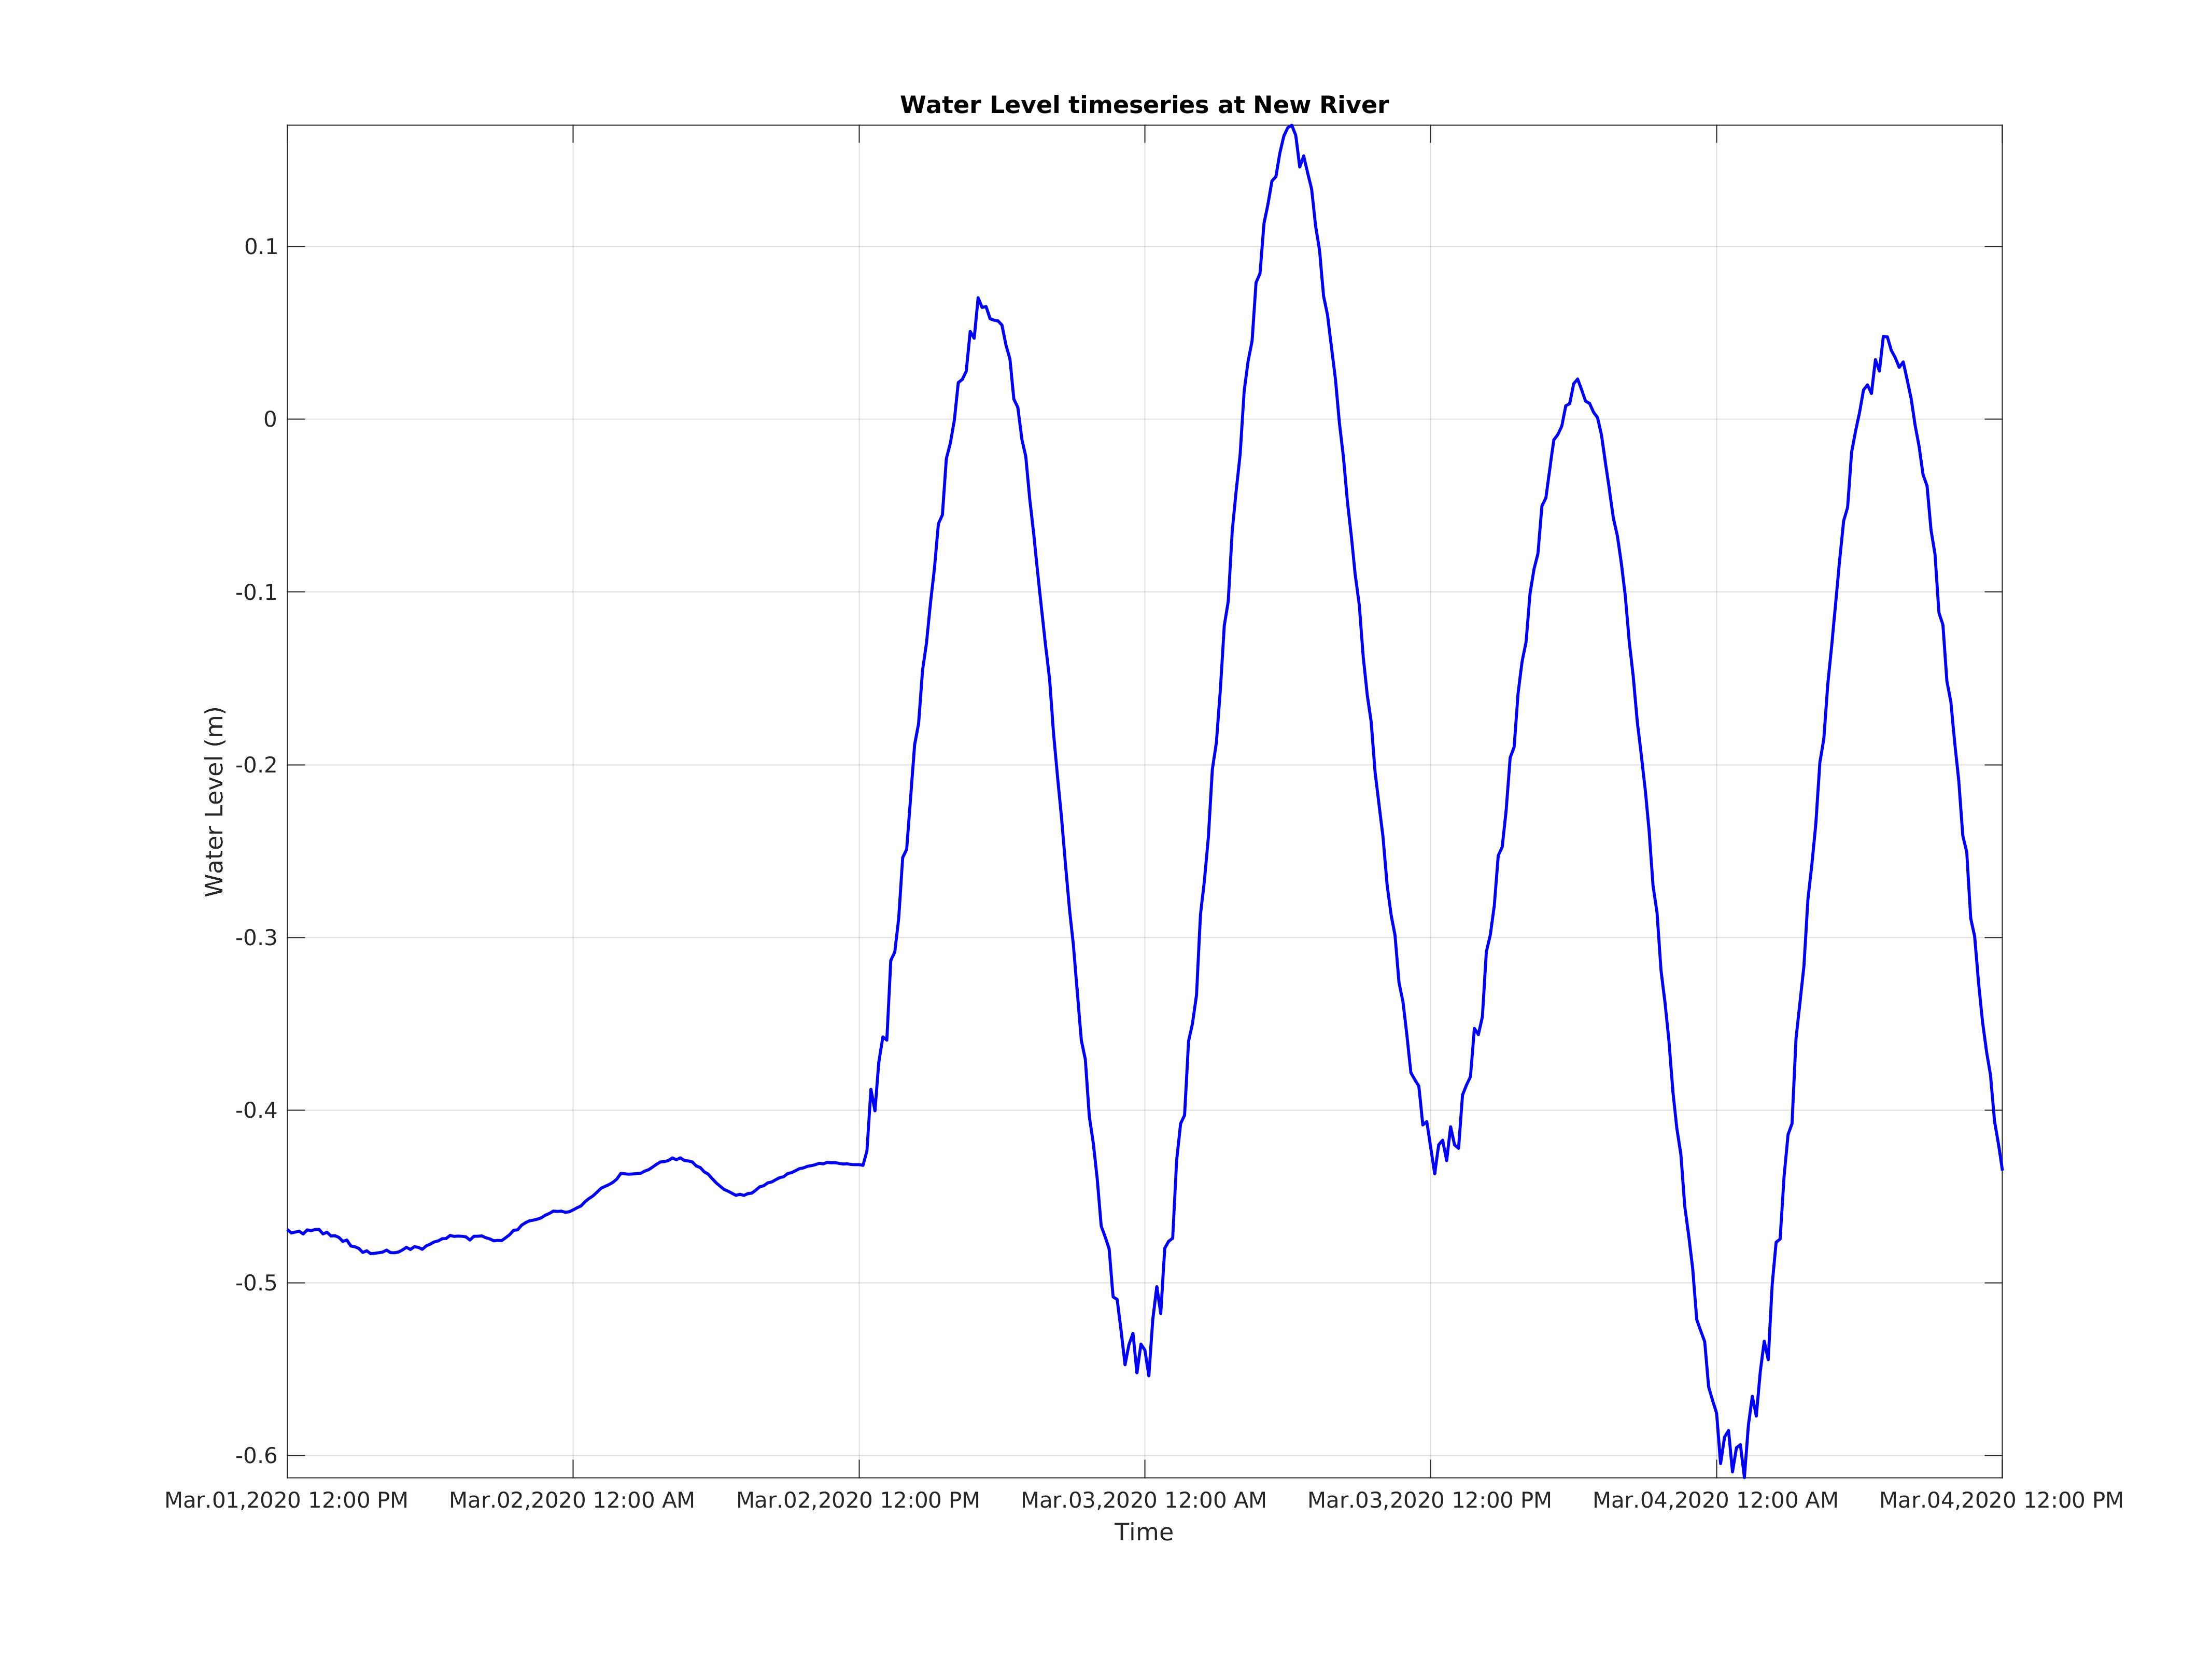 Water Level timeseries at New River
0.1
0
-0.1
-0.2
-0.3
-0.4
-0.5
-0.6
Water Level (m)
Mar.01,2020 12:00 PM Mar.02,2020 12:00 AM Mar.02,2020 12:00 PM Mar.03,2020 12:00 AM Mar.03,2020 12:00 PM Mar.04,2020 12:00 AM Mar.04,2020 12:00 PM
Time